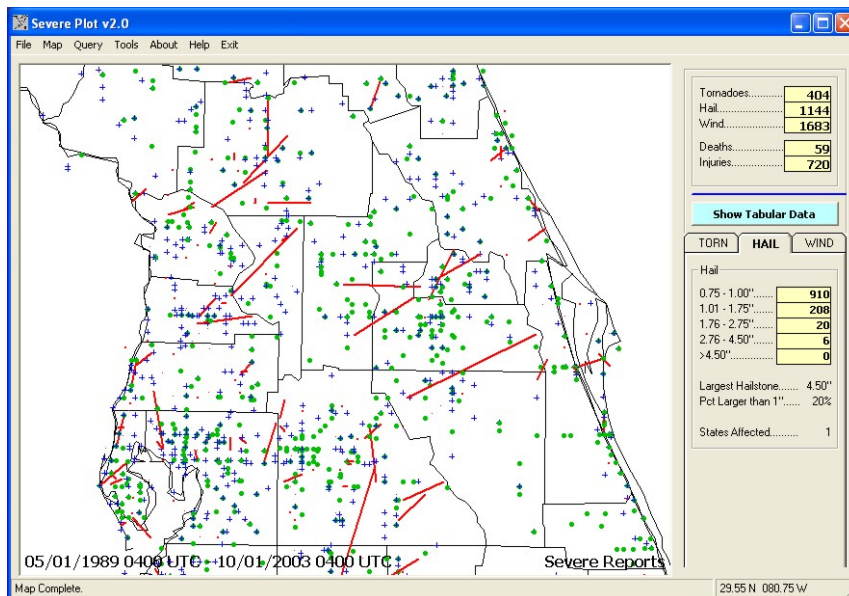 Severe Plot v2.0
File Map Query Tools About Help Exit
Tornadoes............ 404
Hail..................... 1144
Wind.................... 1683
Deaths................. 59
Injuries................. 720
Show Tabular Data
TORN HAIL WIND
Hail
0.75 - 1.00"...... 910
1.01 - 1.75"...... 208
1.76 - 2.75"...... 20
2.76 - 4.50"...... 6
>4.50"............... 0
Largest Hailstone...... 4.50"
Pct Larger than 1"...... 20%
States Affected.......... 1
05/01/1989 0400 UTC - 10/01/2003 0400 UTC Severe Reports
Map Complete. 29.55 N 080.75 W